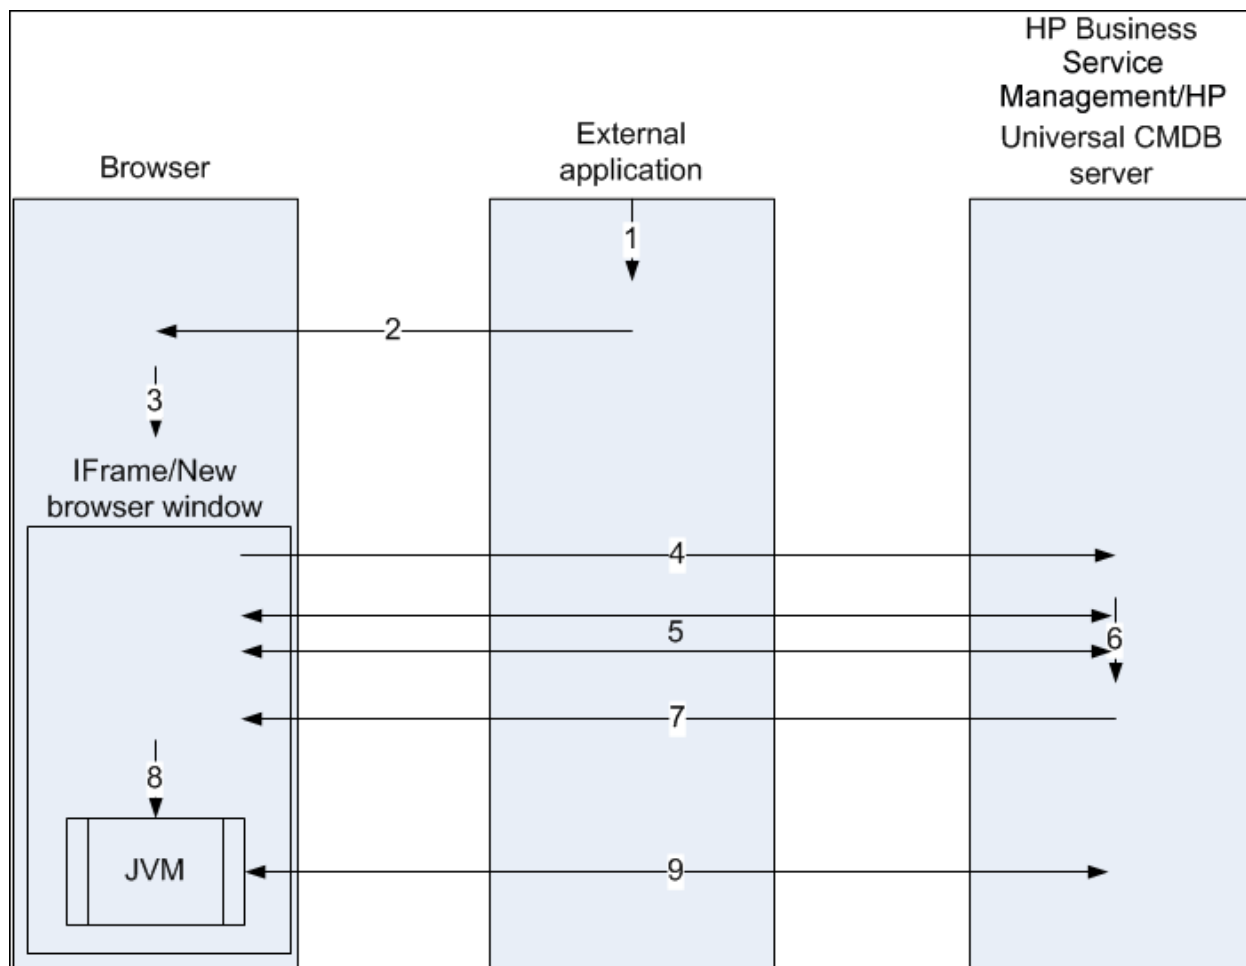 HP Business
Service
Management/HP
Universal CMDB
server
External
application
Browser
1
2
3
IFrame/New
browser window
4
5
6
7
8
JVM
9